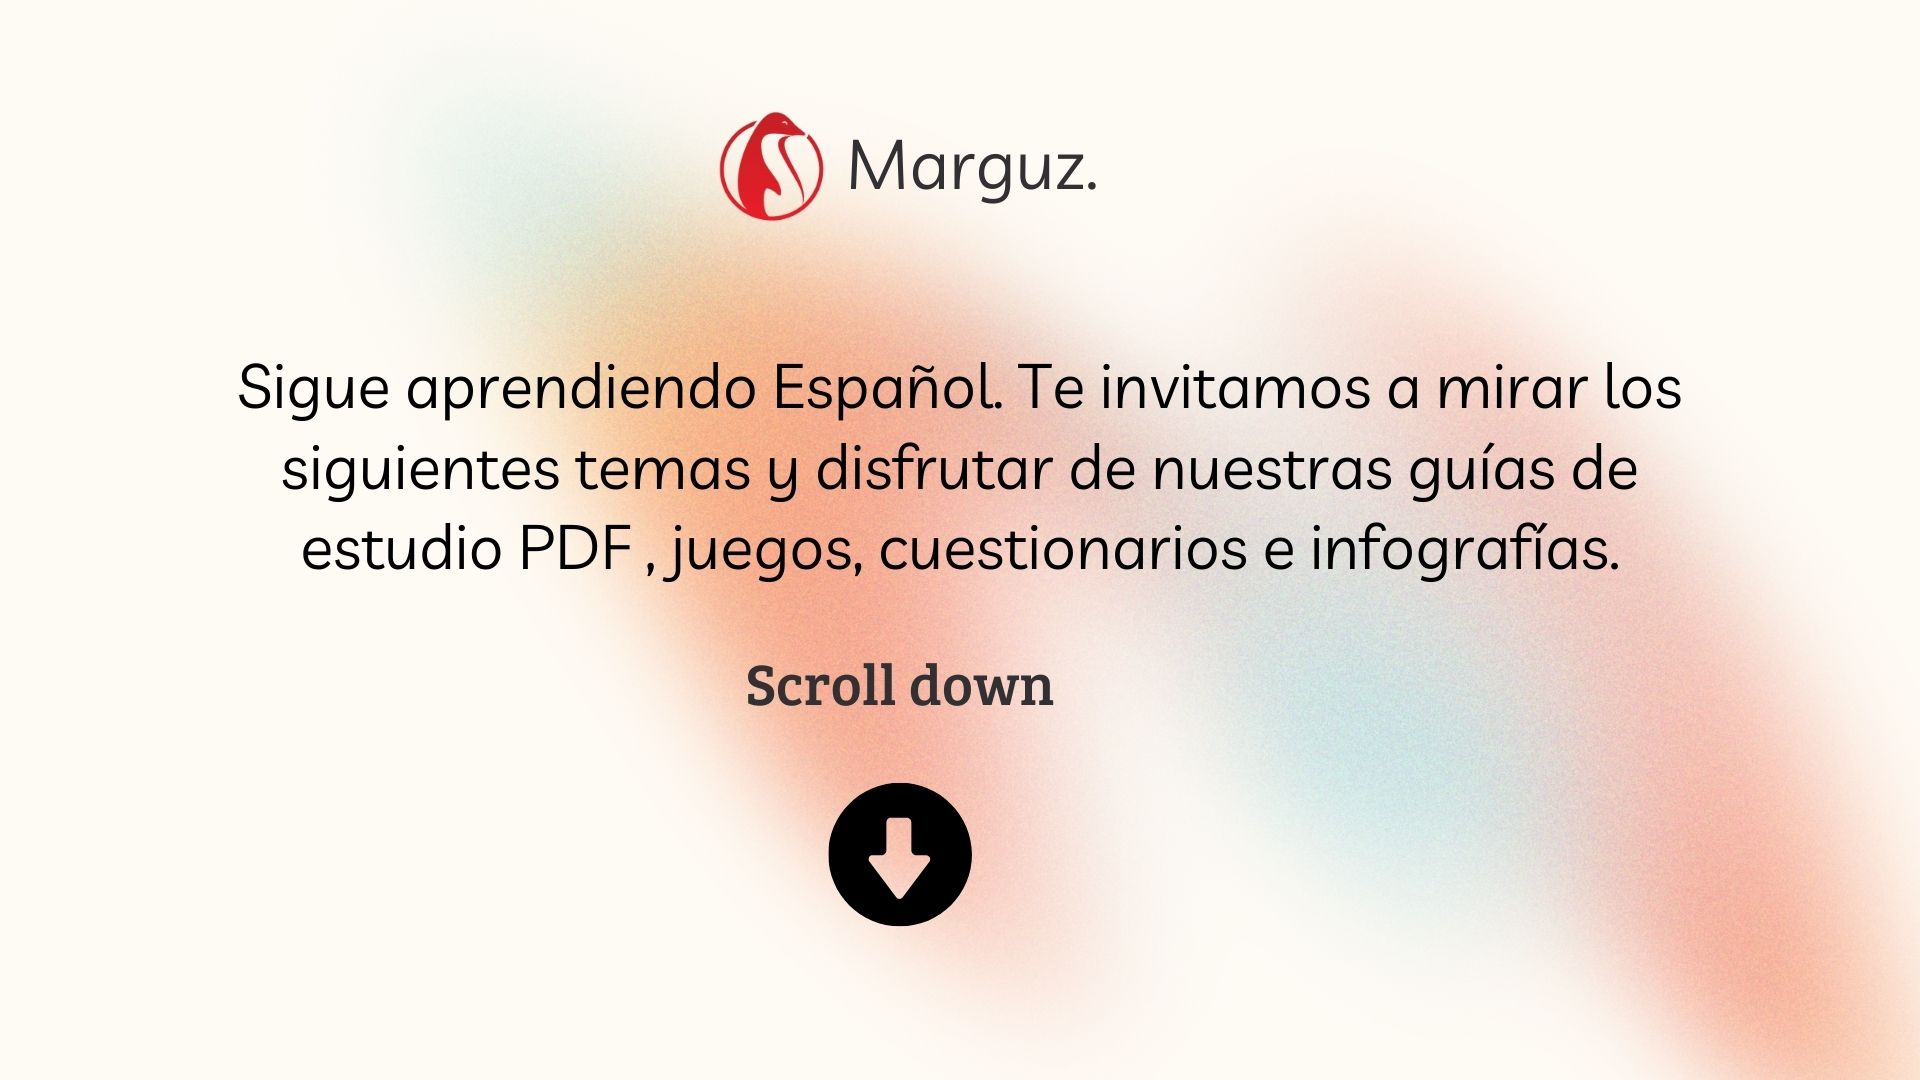 Marguz.
Sigue aprendiendo Español. Te invitamos a mirar los
siguientes temas y disfrutar de nuestras guías de
estudio PDF , juegos, cuestionarios e infografías.
Scroll down